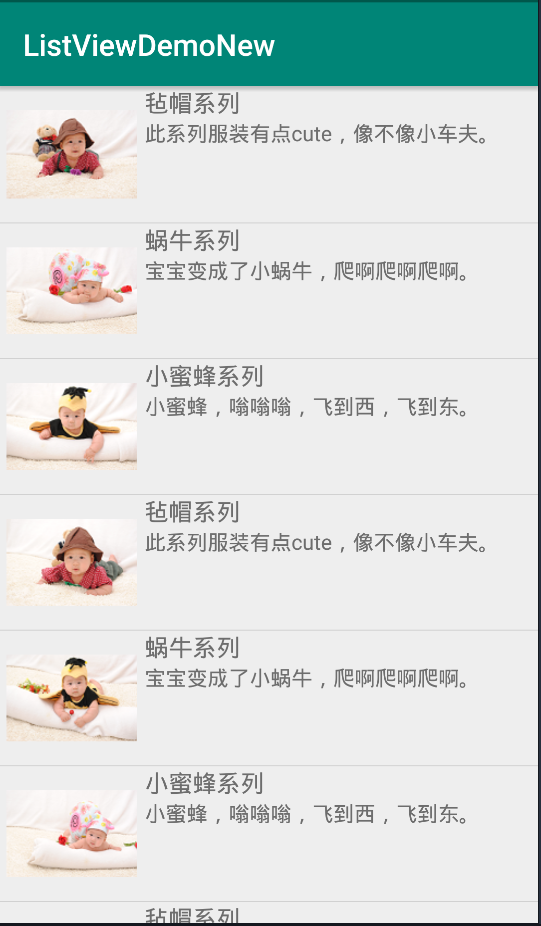 ListViewDemoNew
毡帽系列
此系列服装有点cute，像不像小车夫。
蜗牛系列
宝宝变成了小蜗牛，爬啊爬啊爬啊。
小蜜蜂系列
小蜜蜂，嗡嗡嗡，飞到西，飞到东。
毡帽系列
此系列服装有点cute，像不像小车夫。
蜗牛系列
宝宝变成了小蜗牛，爬啊爬啊爬啊。
小蜜蜂系列
小蜜蜂，嗡嗡嗡，飞到西，飞到东。
毡帽系列